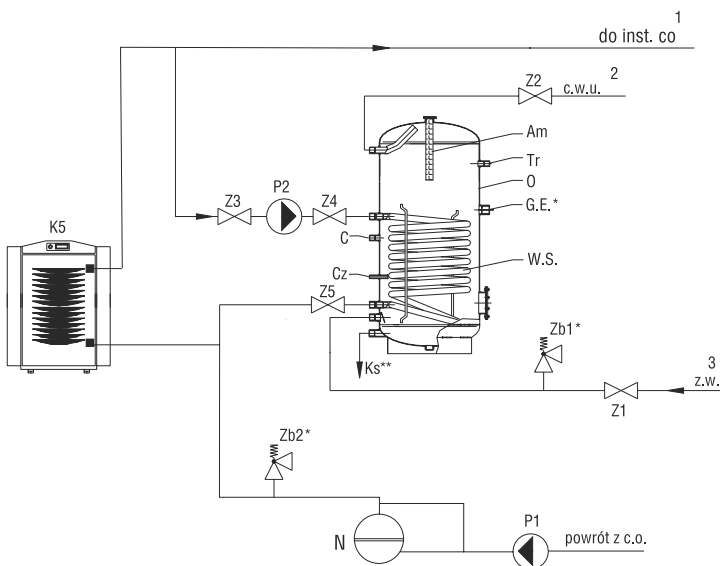 1
do inst. co
2
c.w.u.
Z2
Am
Tr
O
G.E.*
W.S.
Z3
P2
Z4
C
Cz
Z5
K5
Ks**
Zb1*
Z1
3
z.w.
Zb2*
N
P1
powrót z c.o.